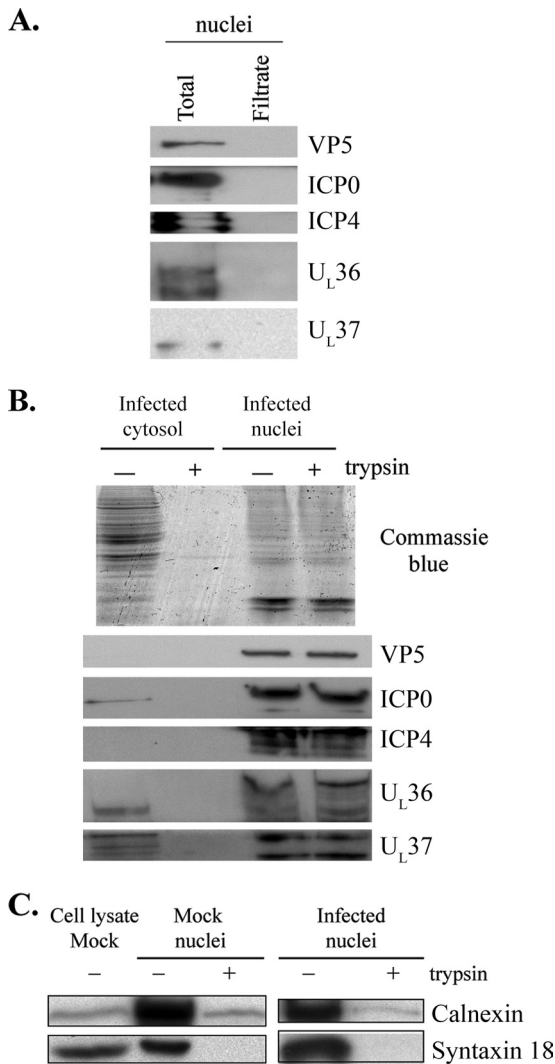 A.
nuclei
Total
Filtrate
VP5
ICP0
ICP4
UL36
UL37
B.
Infected cytosol
Infected nuclei
— + — + trypsin
Commassie blue
VP5
ICP0
ICP4
UL36
UL37
C.
Cell lysate Mock
Mock nuclei
Infected nuclei
– – + – + trypsin
Calnexin
Syntaxin 18